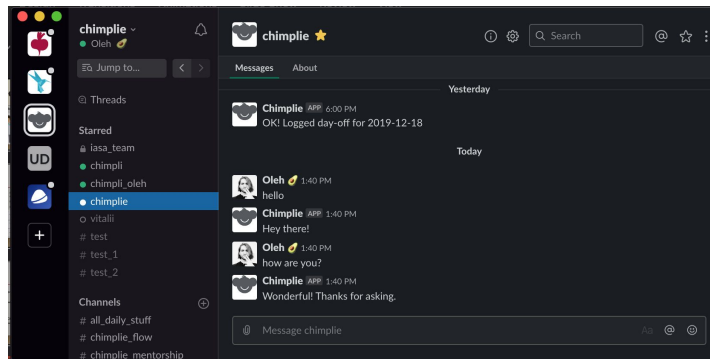 chimplie
Oleh 🥑
Jump to...
Threads
Starred
iasa_team
chimpli
chimpli_oleh
chimplie
vitalii
# test
# test_1
# test_2
Channels
# all_daily_stuff
# chimplie_flow
# chimplie_mentorship
UD
+
chimplie ⭐
Search
@
Messages About
Yesterday
Chimplie APP 6:00 PM
OK! Logged day-off for 2019-12-18
Today
Oleh 🥑 1:40 PM
hello
Chimplie APP 1:40 PM
Hey there!
Oleh 🥑 1:40 PM
how are you?
Chimplie APP 1:40 PM
Wonderful! Thanks for asking.
Message chimplie
Aa @